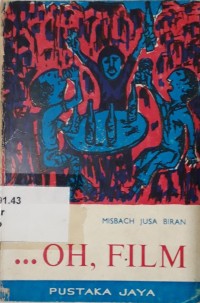 91.43
r
MISBACH JUSA BIRAN
...OH, FILM
PUSTAKA JAYA